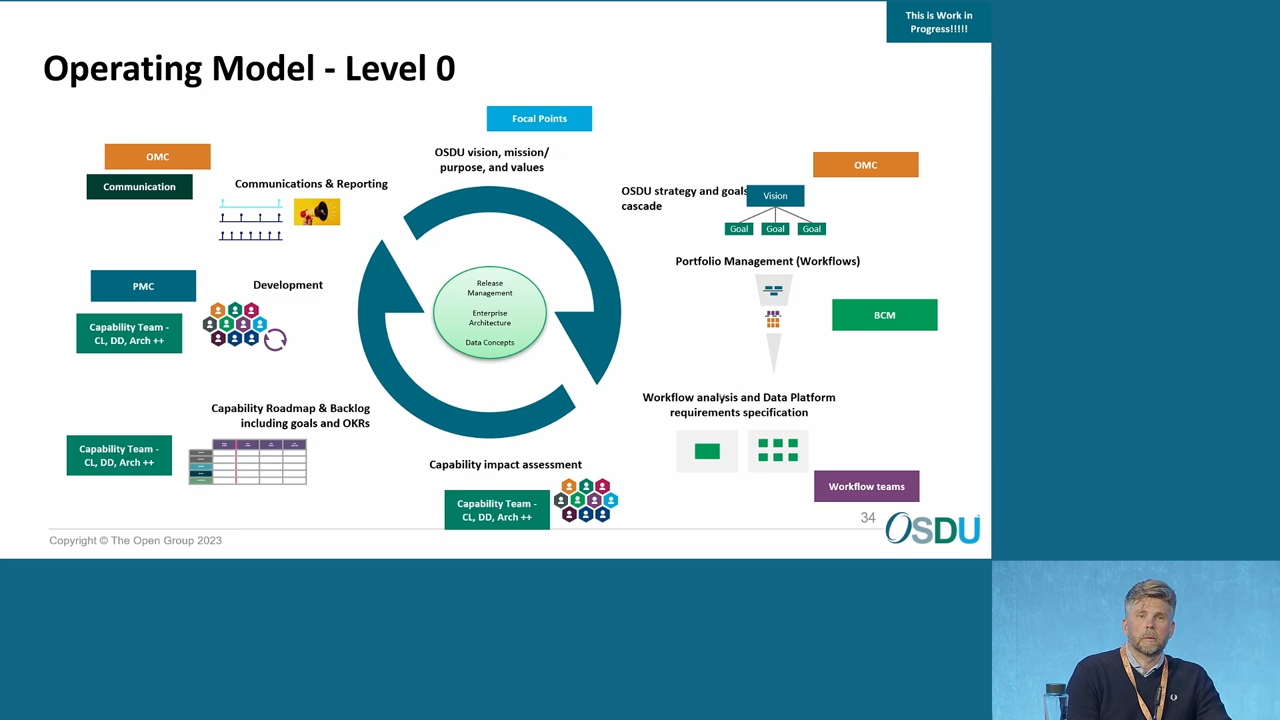 This is Work in
Progress!!!!!
Operating Model - Level 0
Focal Points
OSDU vision, mission/
purpose, and values
OMC
Communication
Communications & Reporting
OMC
OSDU strategy and goals
cascade
Vision
Goal Goal Goal
Portfolio Management (Workflows)
PMC
Development
Capability Team -
CL, DD, Arch ++
Release
Management
Enterprise
Architecture
Data Concepts
BCM
Workflow analysis and Data Platform
requirements specification
Workflow teams
Capability Roadmap & Backlog
including goals and OKRs
Capability Team -
CL, DD, Arch ++
Capability impact assessment
Capability Team -
CL, DD, Arch ++
34
OSDU
Copyright © The Open Group 2023